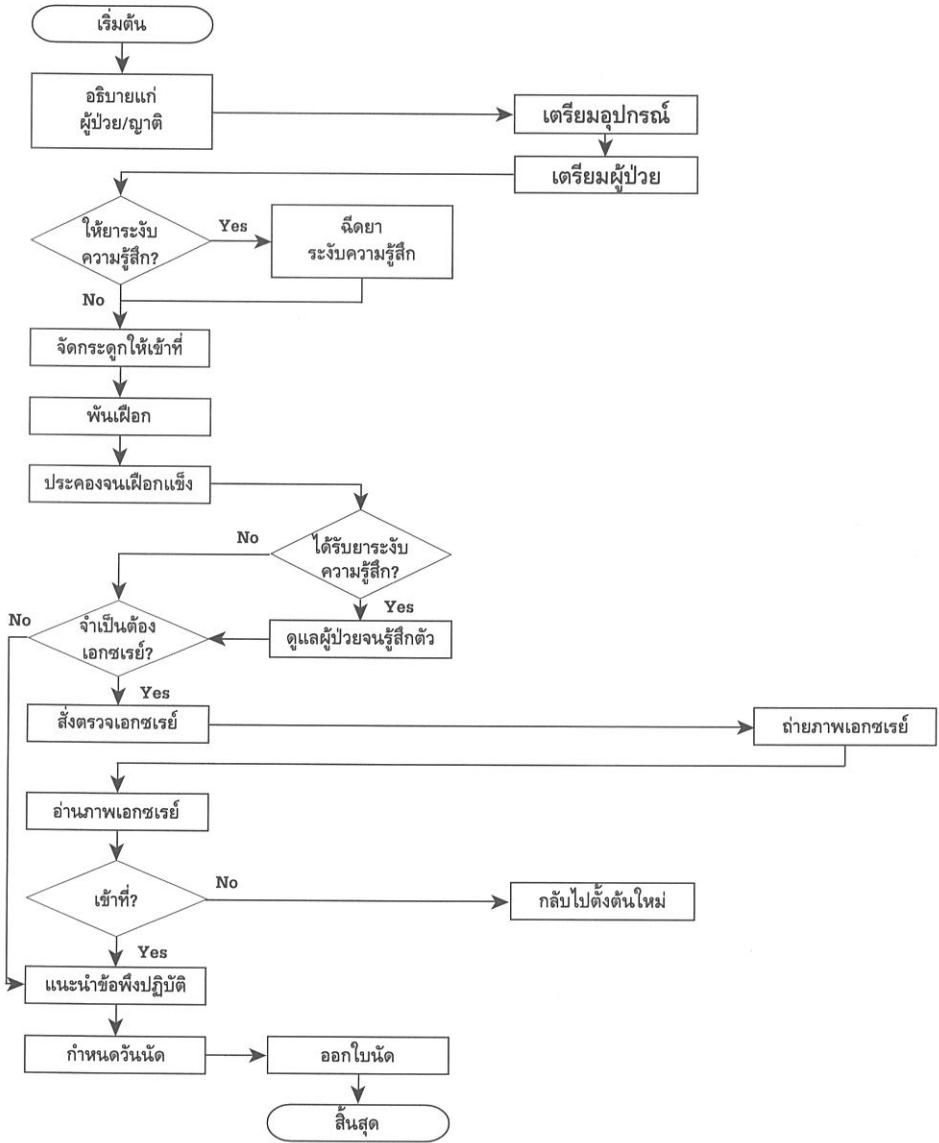 เริ่มต้น
อธิบายแก่
ผู้ป่วย/ญาติ
เตรียมอุปกรณ์
เตรียมผู้ป่วย
ให้ยาระงับ
ความรู้สึก?
Yes
ฉีดยา
ระงับความรู้สึก
No
จัดกระดูกให้เข้าที่
พันเฝือก
ประคองจนเฝือกแข็ง
ได้รับยาระงับ
ความรู้สึก?
No
Yes
ดูแลผู้ป่วยจนรู้สึกตัว
จำเป็นต้อง
เอกซเรย์?
No
Yes
สั่งตรวจเอกซเรย์
ถ่ายภาพเอกซเรย์
อ่านภาพเอกซเรย์
เข้าที่?
No
กลับไปตั้งต้นใหม่
Yes
แนะนำข้อพึงปฏิบัติ
กำหนดวันนัด
ออกใบนัด
สิ้นสุด